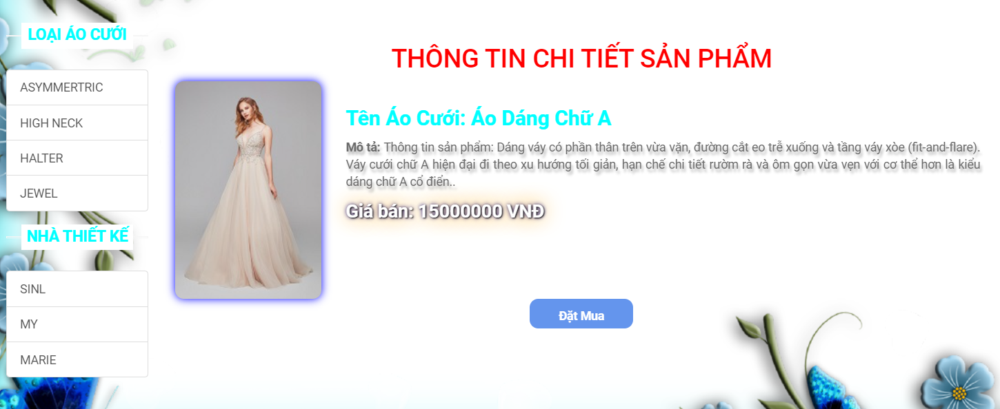 LOẠI ÁO CƯỚI
ASYMMERTRIC
HIGH NECK
HALTER
JEWEL
NHÀ THIẾT KẾ
SINL
MY
MARIE
THÔNG TIN CHI TIẾT SẢN PHẨM
Tên Áo Cưới: Áo Dáng Chữ A
Mô tả: Thông tin sản phẩm: Dáng váy có phần thân trên vừa vặn, đường cắt eo trễ xuống và tầng váy xòe (fit-and-flare).
Váy cưới chữ A hiện đại đi theo xu hướng tối giản, hạn chế chi tiết rườm rà và ôm gọn vừa vẹn với cơ thể hơn là kiểu
dáng chữ A cổ điển..
Giá bán: 15000000 VNĐ
Đặt Mua